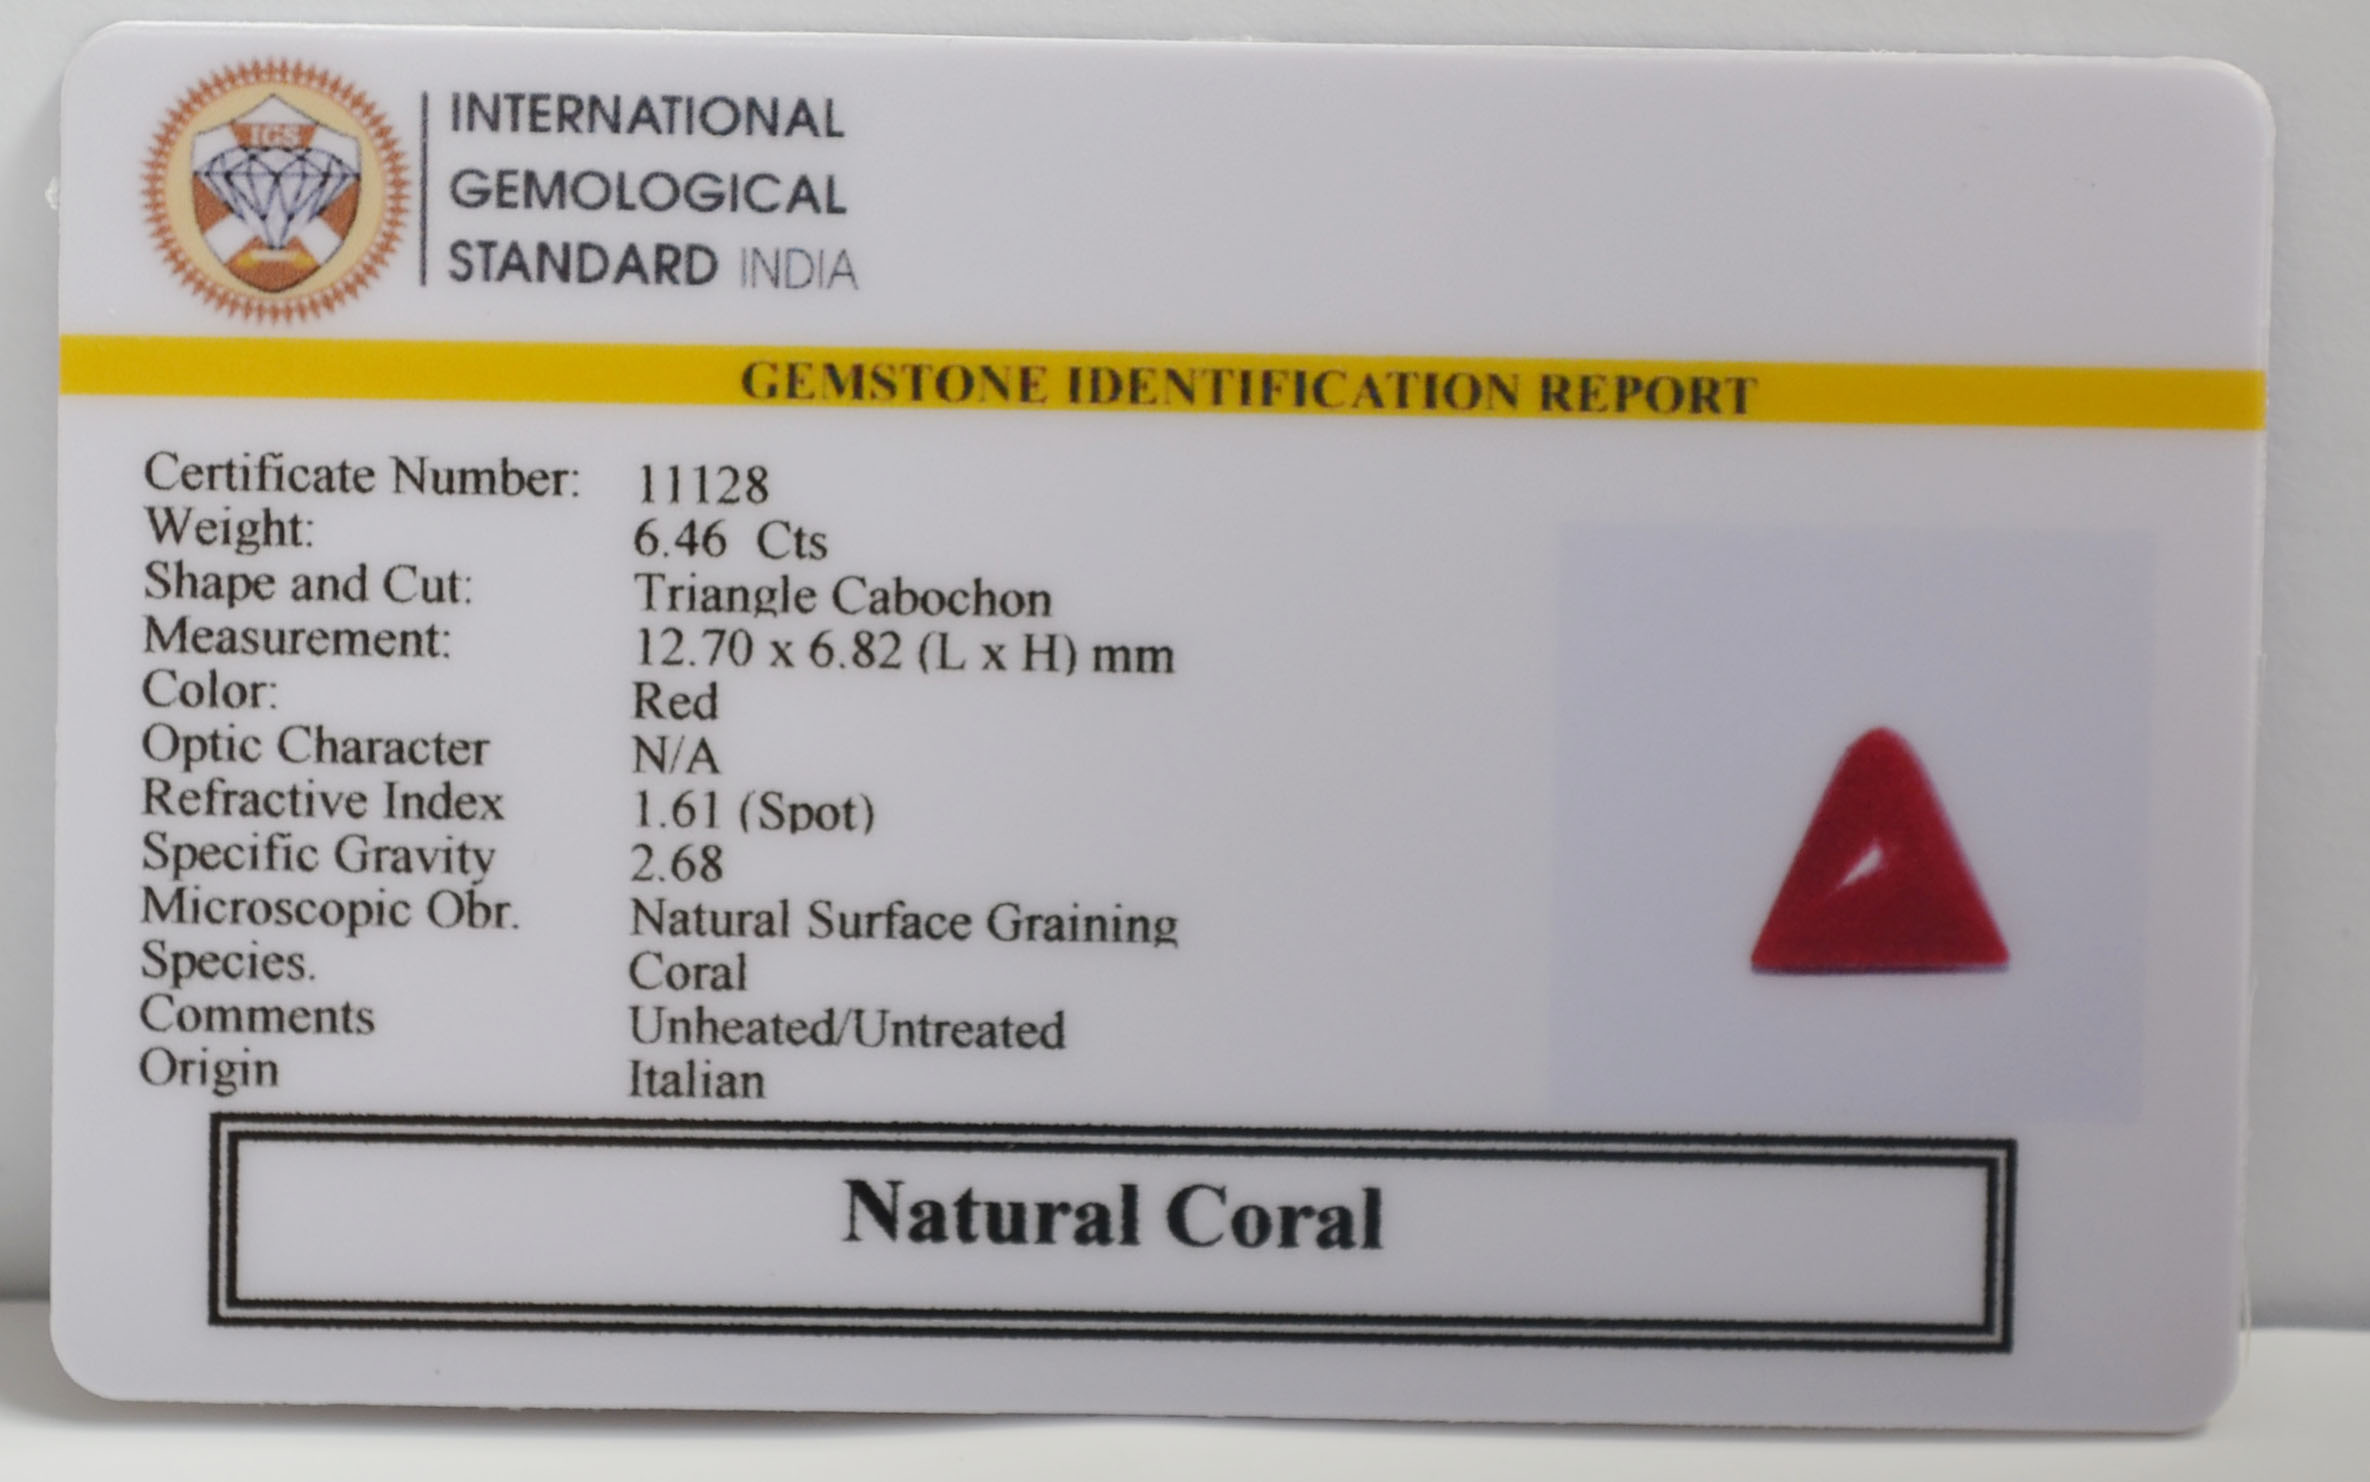 IGS
INTERNATIONAL
GEMOLOGICAL
STANDARD INDIA
GEMSTONE IDENTIFICATION REPORT
Certificate Number: 11128
Weight: 6.46 Cts
Shape and Cut: Triangle Cabochon
Measurement: 12.70 x 6.82 (L x H) mm
Color: Red
Optic Character N/A
Refractive Index 1.61 (Spot)
Specific Gravity 2.68
Microscopic Obr. Natural Surface Graining
Species. Coral
Comments Unheated/Untreated
Origin Italian
Natural Coral